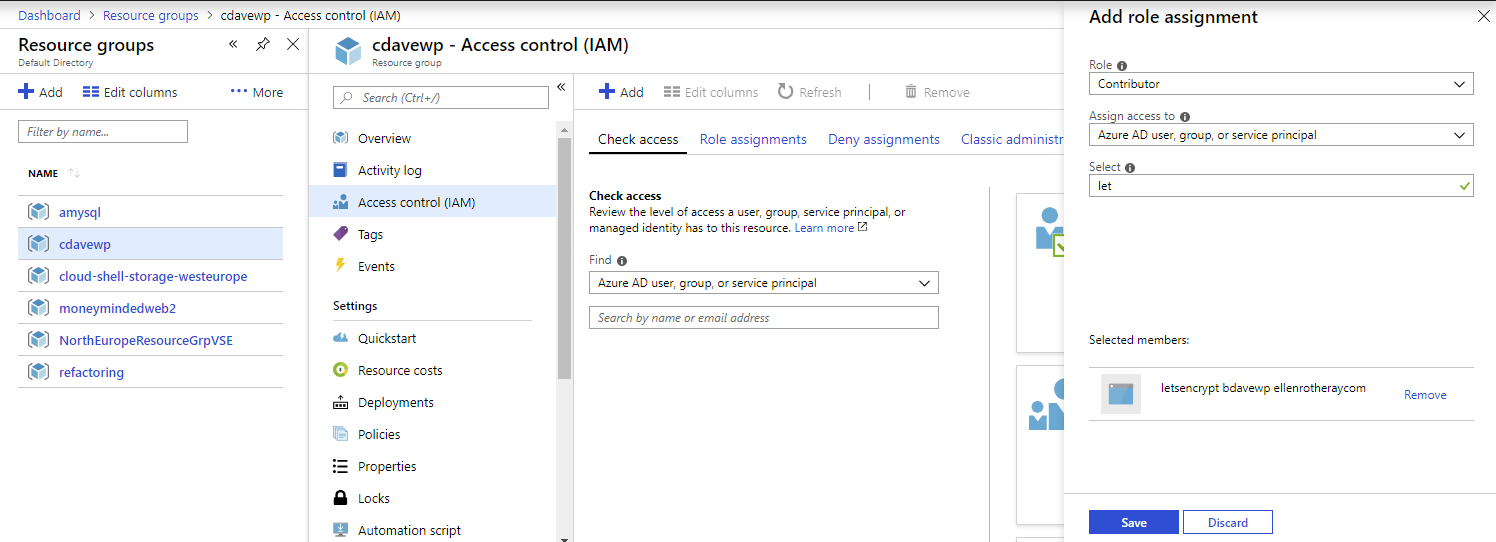 Dashboard > Resource groups > cdavewp - Access control (IAM)
Resource groups
Default Directory
Add
Edit columns
More
Filter by name...
NAME
amysql
cdavewp
cloud-shell-storage-westeurope
moneymindedweb2
NorthEuropeResourceGrpVSE
refactoring
cdavewp - Access control (IAM)
Resource group
Search (Ctrl+/)
Overview
Activity log
Access control (IAM)
Tags
Events
Settings
Quickstart
Resource costs
Deployments
Policies
Properties
Locks
Automation script
Add
Edit columns
Refresh
Remove
Check access
Role assignments
Deny assignments
Classic administr
Check access
Review the level of access a user, group, service principal, or
managed identity has to this resource. Learn more
Find
Azure AD user, group, or service principal
Search by name or email address
Add role assignment
Role
Contributor
Assign access to
Azure AD user, group, or service principal
Select
let
Selected members:
letsencrypt bdavewp ellenrotheraycom
Remove
Save
Discard